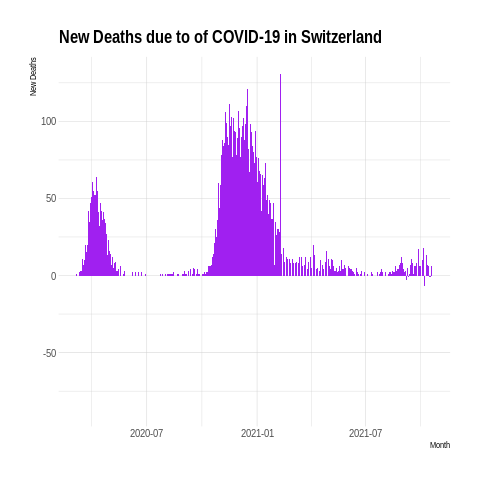 New Deaths due to of COVID-19 in Switzerland
New Deaths
100
50
0
-50
2020-07
2021-01
2021-07
Month